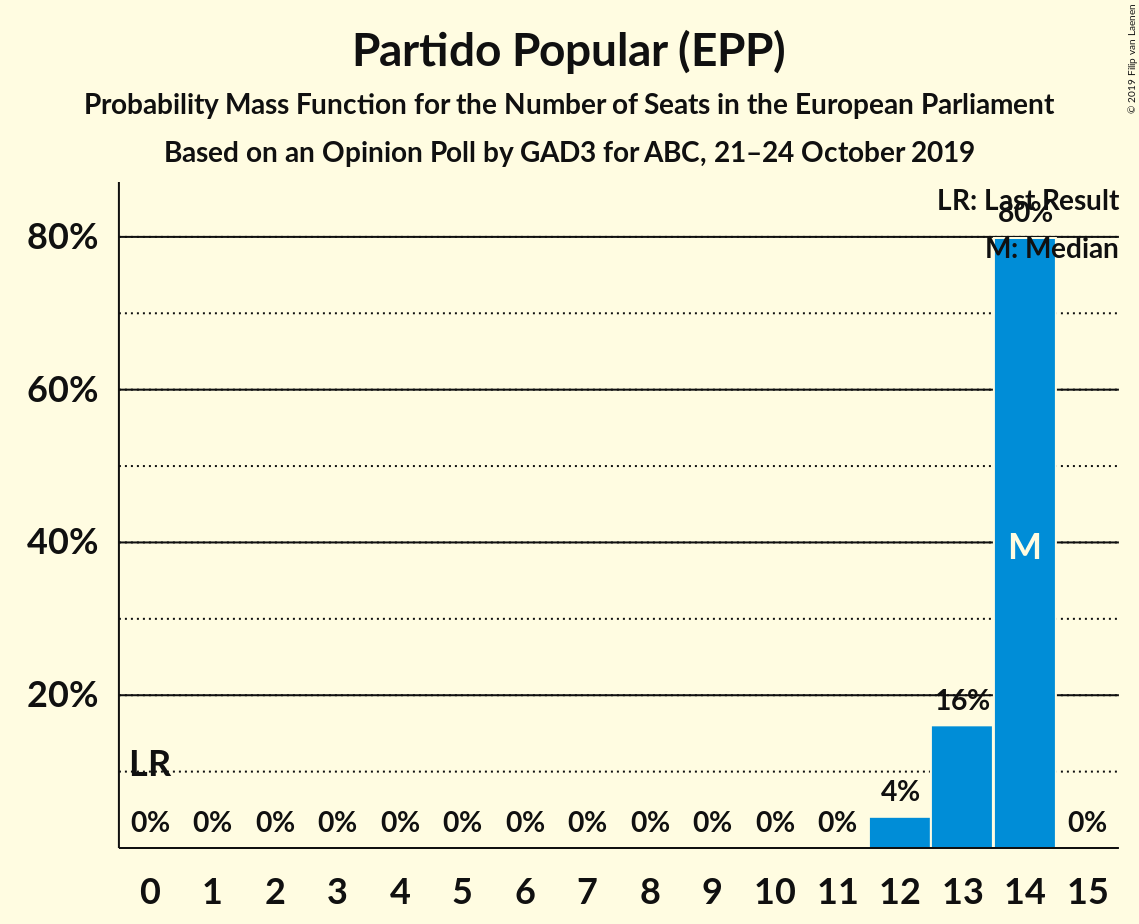 Partido Popular (EPP)
Probability Mass Function for the Number of Seats in the European Parliament
Based on an Opinion Poll by GAD3 for ABC, 21–24 October 2019
© 2019 Filip van Laenen
LR: Last Result
M: Median
80%
60%
40%
20%
80%
M
16%
4%
LR
0% 0% 0% 0% 0% 0% 0% 0% 0% 0% 0% 0% 0%
0 1 2 3 4 5 6 7 8 9 10 11 12 13 14 15